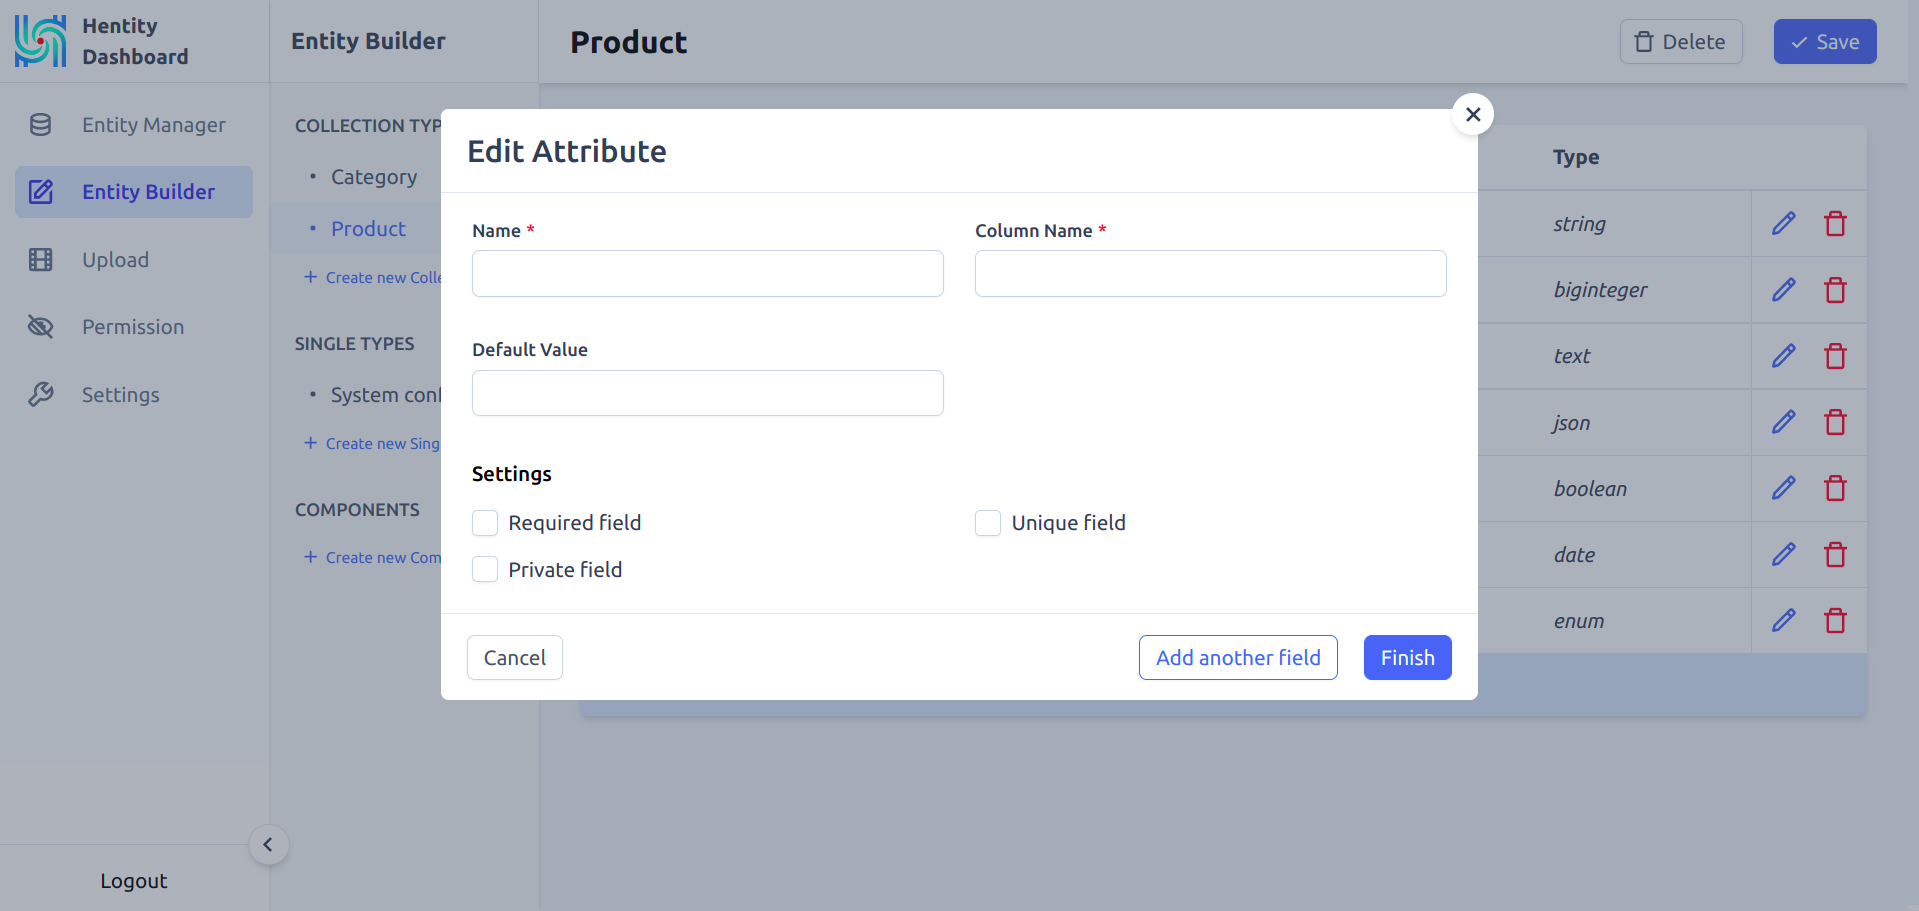 Hentity
Dashboard
Entity Builder
Product
Delete
Save
Entity Manager
Entity Builder
Upload
Permission
Settings
Logout
COLLECTION TYP
• Category
• Product
+ Create new Colle
SINGLE TYPES
• System conf
+ Create new Sing
COMPONENTS
+ Create new Com
Edit Attribute
Name *
Column Name *
Default Value
Settings
Required field
Unique field
Private field
Cancel
Add another field
Finish
Type
string
biginteger
text
json
boolean
date
enum